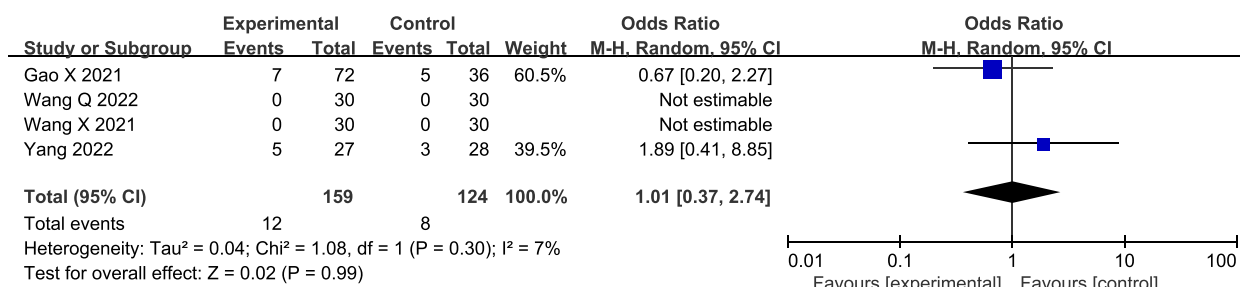 Experimental Control Odds Ratio Odds Ratio
Study or Subgroup Events Total Events Total Weight M-H, Random, 95% CI M-H, Random, 95% CI
Gao X 2021 7 72 5 36 60.5% 0.67 [0.20, 2.27]
Wang Q 2022 0 30 0 30 Not estimable
Wang X 2021 0 30 0 30 Not estimable
Yang 2022 5 27 3 28 39.5% 1.89 [0.41, 8.85]
Total (95% CI) 159 124 100.0% 1.01 [0.37, 2.74]
Total events 12 8
Heterogeneity: Tau² = 0.04; Chi² = 1.08, df = 1 (P = 0.30); I² = 7%
Test for overall effect: Z = 0.02 (P = 0.99)
0.01 0.1 1 10 100
Favours [experimental] Favours [control]